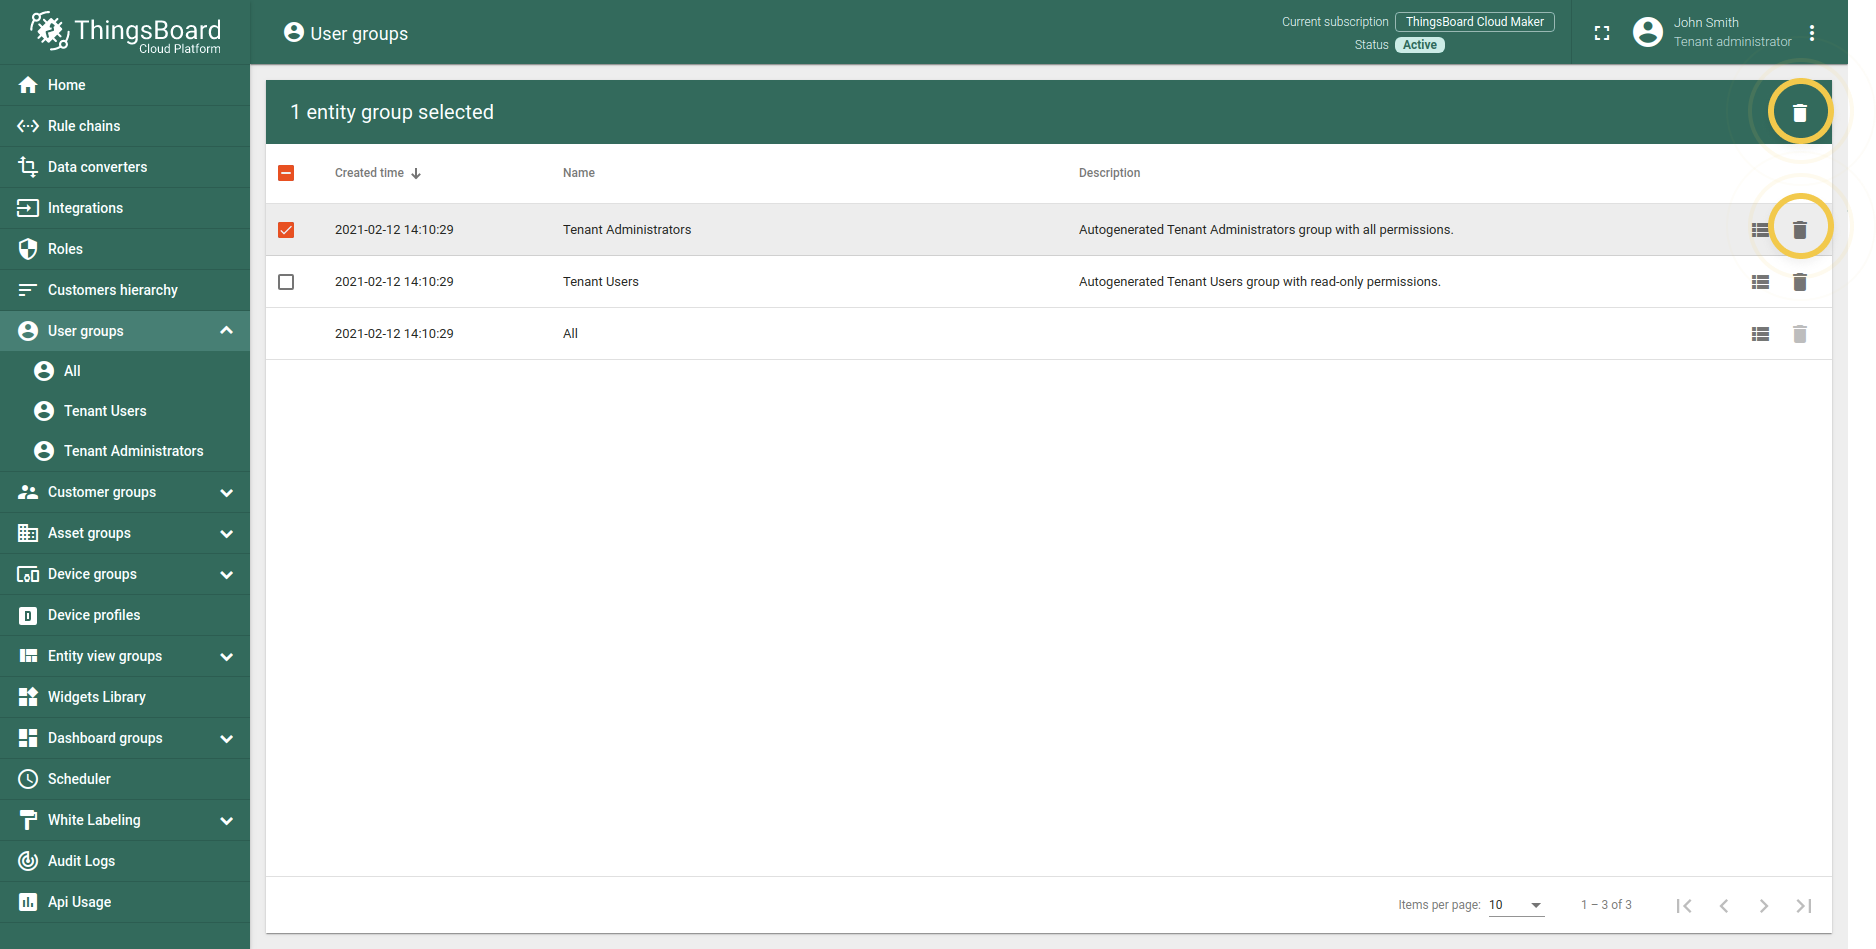 ThingsBoard
Cloud Platform
User groups
Current subscription ThingsBoard Cloud Maker
Status Active
John Smith
Tenant administrator
Home
Rule chains
Data converters
Integrations
Roles
Customers hierarchy
User groups
All
Tenant Users
Tenant Administrators
Customer groups
Asset groups
Device groups
Device profiles
Entity view groups
Widgets Library
Dashboard groups
Scheduler
White Labeling
Audit Logs
Api Usage
1 entity group selected
Created time Name Description
2021-02-12 14:10:29 Tenant Administrators Autogenerated Tenant Administrators group with all permissions.
2021-02-12 14:10:29 Tenant Users Autogenerated Tenant Users group with read-only permissions.
2021-02-12 14:10:29 All
Items per page: 10 1 – 3 of 3